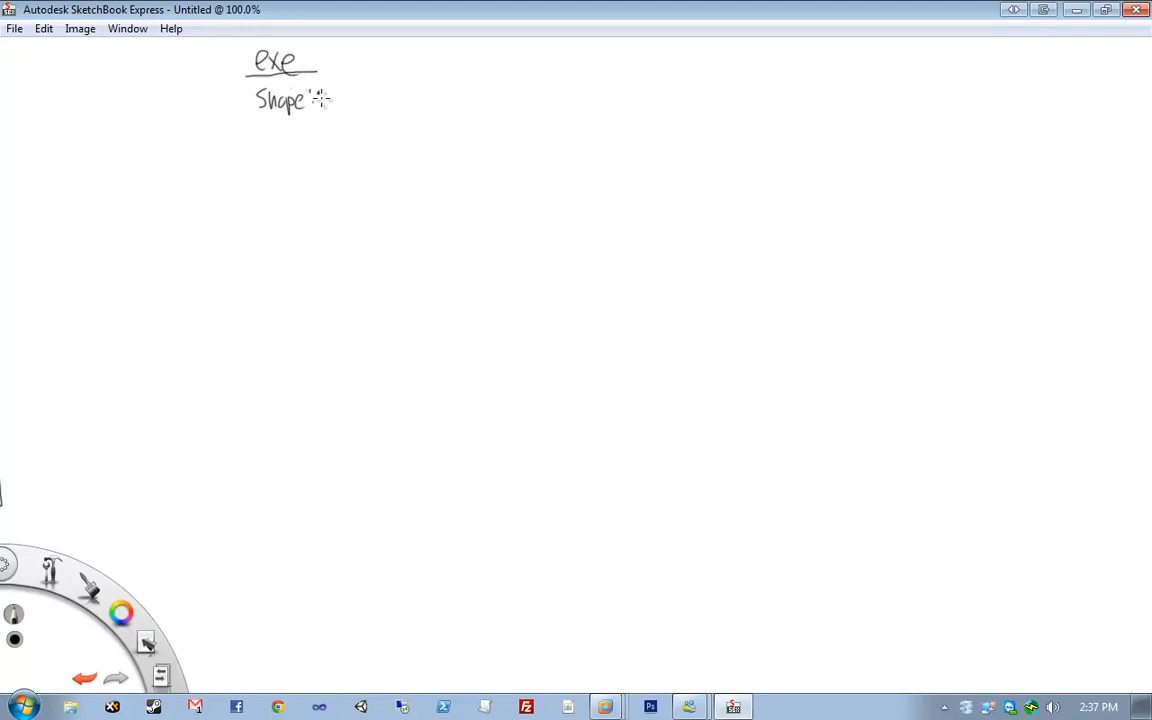 Autodesk SketchBook Express - Untitled @ 100.0%
File Edit Image Window Help
exe
Shape
2:37 PM